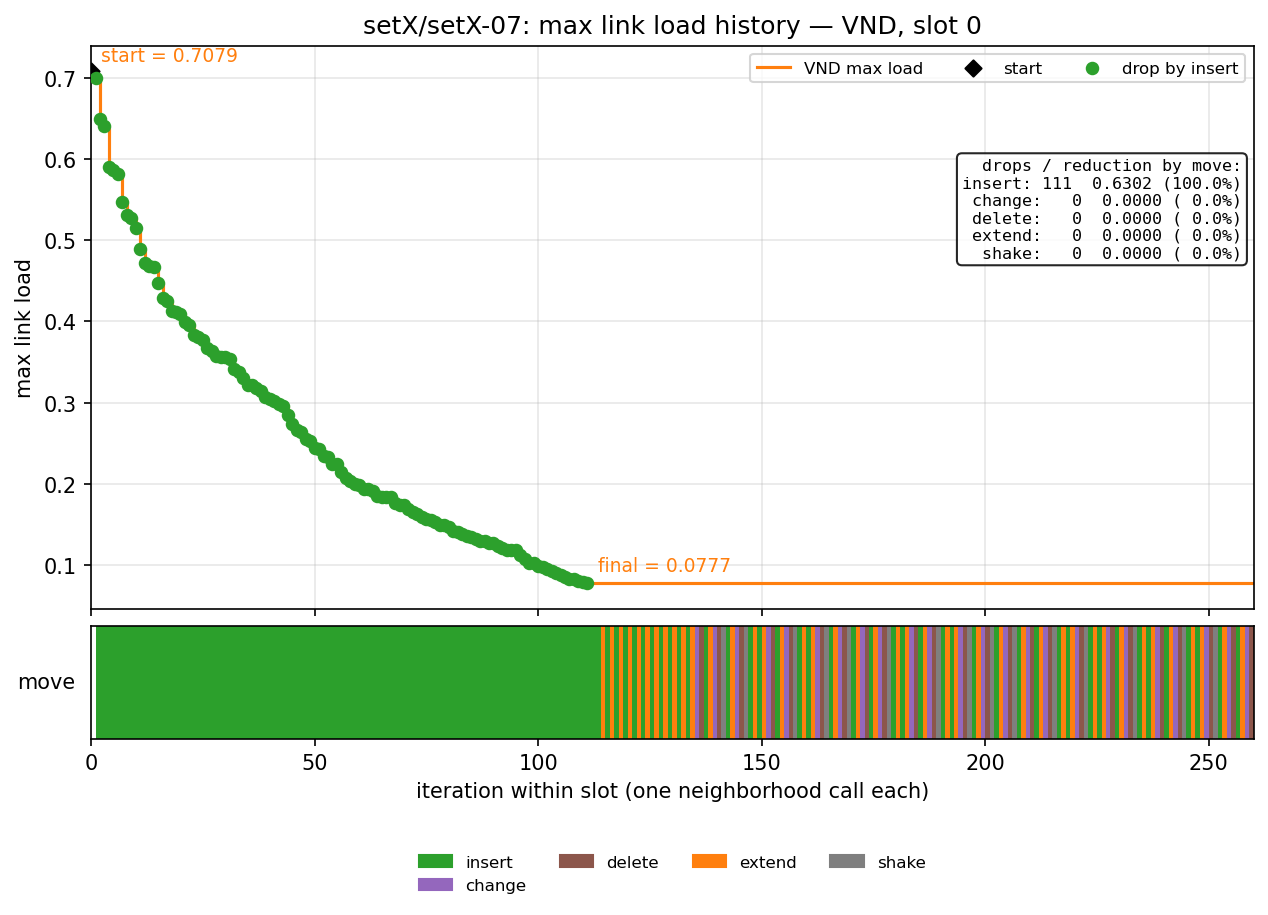 setX/setX-07: max link load history — VND, slot 0
start = 0.7079
VND max load start drop by insert
drops / reduction by move:
insert: 111 0.6302 (100.0%)
change: 0 0.0000 ( 0.0%)
delete: 0 0.0000 ( 0.0%)
extend: 0 0.0000 ( 0.0%)
shake: 0 0.0000 ( 0.0%)
max link load
0.7
0.6
0.5
0.4
0.3
0.2
0.1
final = 0.0777
move
0 50 100 150 200 250
iteration within slot (one neighborhood call each)
insert delete extend shake
change